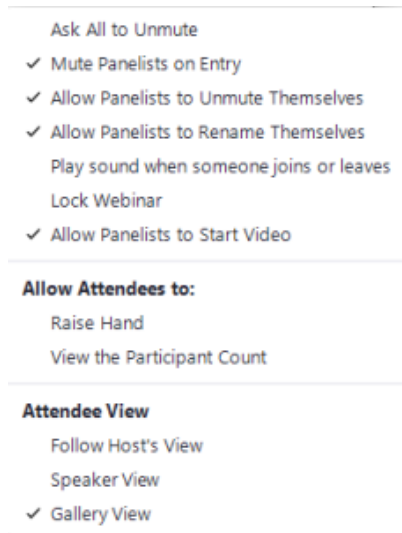 Ask All to Unmute
✓ Mute Panelists on Entry
✓ Allow Panelists to Unmute Themselves
✓ Allow Panelists to Rename Themselves
Play sound when someone joins or leaves
Lock Webinar
✓ Allow Panelists to Start Video
Allow Attendees to:
Raise Hand
View the Participant Count
Attendee View
Follow Host's View
Speaker View
✓ Gallery View